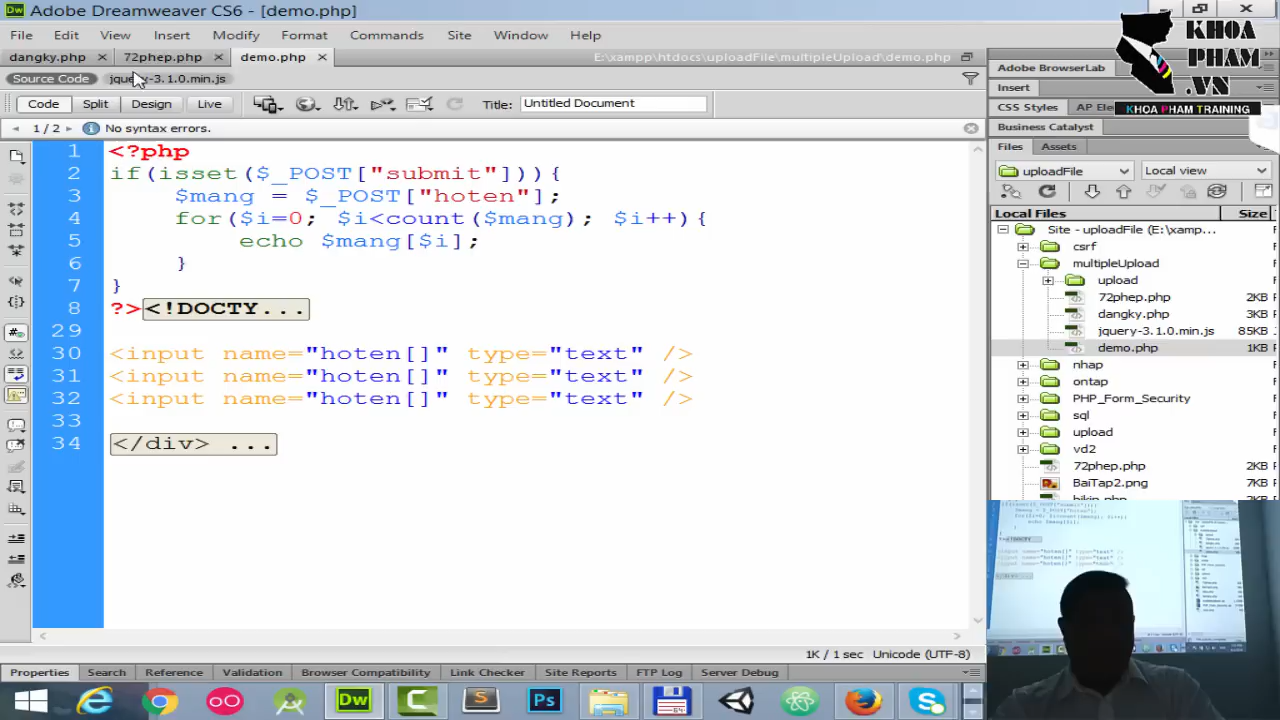 Adobe Dreamweaver CS6 - [demo.php]
Dw
File Edit View Insert Modify Format Commands Site Window Help
KHOA
PHAM
.VN
KHOA PHAM TRAINING
dangky.php 72phep.php demo.php E:\xampp\htdocs\uploadFile\multipleUpload\demo.php
Source Code jquery-3.1.0.min.js
Code Split Design Live Title: Untitled Document
1 / 2 No syntax errors.
1 <?php
2 if(isset($_POST["submit"])){
3 $mang = $_POST["hoten"];
4 for($i=0; $i<count($mang); $i++){
5 echo $mang[$i];
6 }
7 }
8 ?><!DOCTY...
29
30 <input name="hoten[]" type="text" />
31 <input name="hoten[]" type="text" />
32 <input name="hoten[]" type="text" />
33
34 </div> ...
1K / 1 sec Unicode (UTF-8)
Properties Search Reference Validation Browser Compatibility Link Checker Site Reports FTP Log Server Debug
Adobe BrowserLab
Insert
CSS Styles AP Ele
Business Catalyst
Files Assets
uploadFile Local view
Local Files Size
Site - uploadFile (E:\xamp...
csrf
multipleUpload
upload
72phep.php 2KB
dangky.php 3KB
jquery-3.1.0.min.js 85KB
demo.php 1KB
nhap
ontap
PHP_Form_Security
sql
upload
vd2
72phep.php 2KB
BaiTap2.png 7KB
Dw
Ps